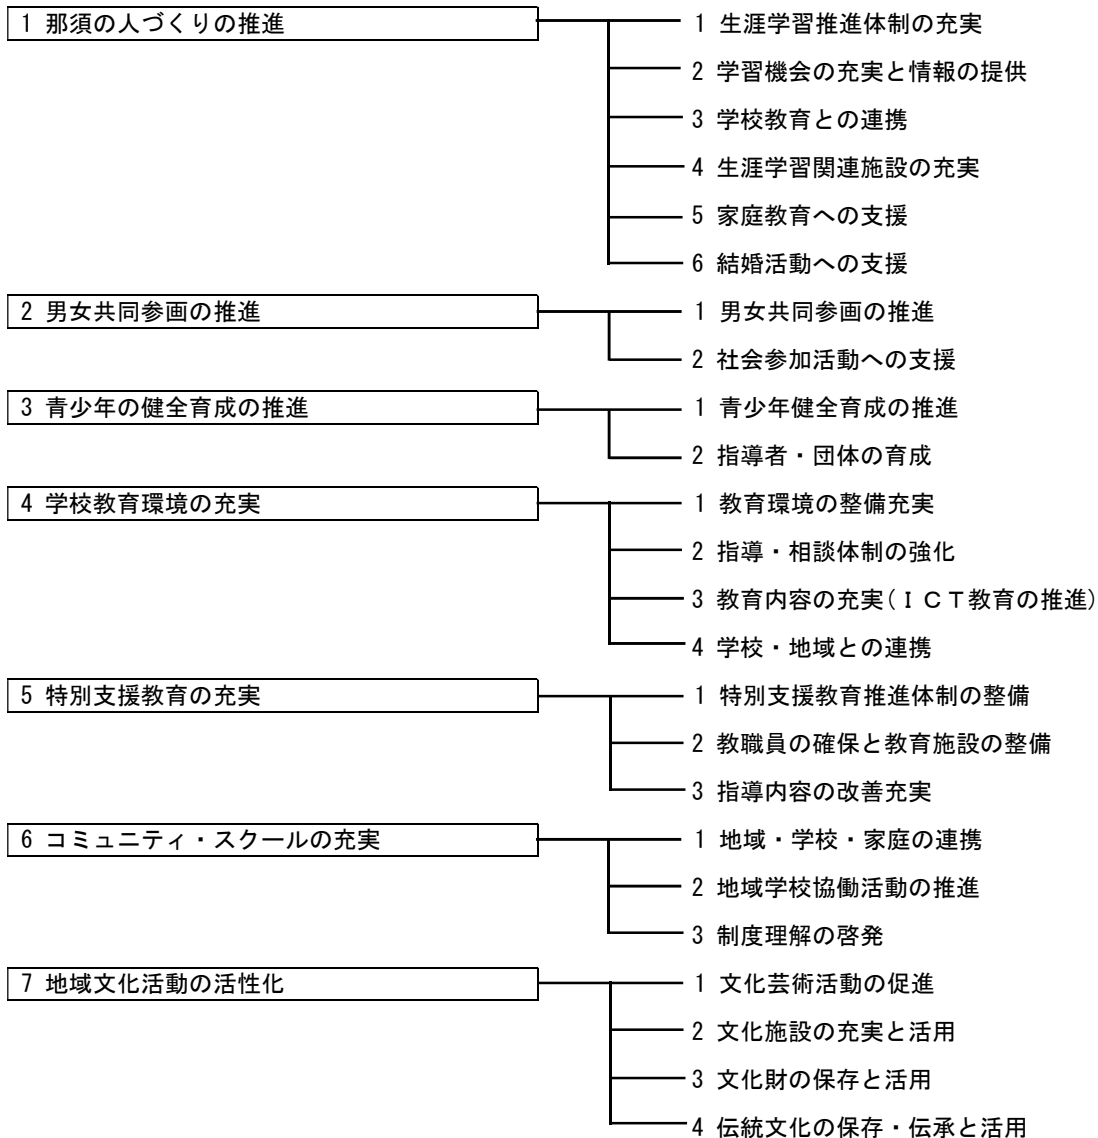 1 那須の人づくりの推進
1 生涯学習推進体制の充実
2 学習機会の充実と情報の提供
3 学校教育との連携
4 生涯学習関連施設の充実
5 家庭教育への支援
6 結婚活動への支援
2 男女共同参画の推進
1 男女共同参画の推進
2 社会参加活動への支援
3 青少年の健全育成の推進
1 青少年健全育成の推進
2 指導者・団体の育成
4 学校教育環境の充実
1 教育環境の整備充実
2 指導・相談体制の強化
3 教育内容の充実(ＩＣＴ教育の推進)
4 学校・地域との連携
5 特別支援教育の充実
1 特別支援教育推進体制の整備
2 教職員の確保と教育施設の整備
3 指導内容の改善充実
6 コミュニティ・スクールの充実
1 地域・学校・家庭の連携
2 地域学校協働活動の推進
3 制度理解の啓発
7 地域文化活動の活性化
1 文化芸術活動の促進
2 文化施設の充実と活用
3 文化財の保存と活用
4 伝統文化の保存・伝承と活用